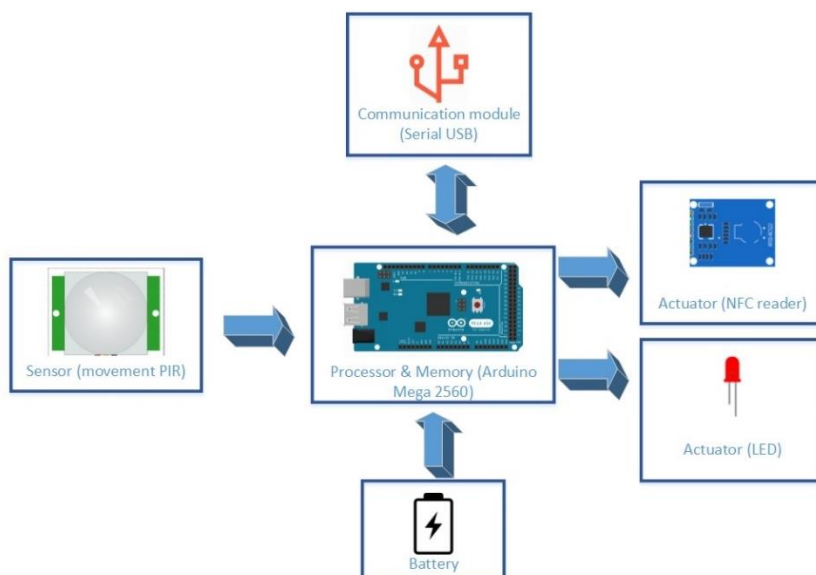 Communication module
(Serial USB)
Actuator (NFC reader)
Sensor (movement PIR)
Processor & Memory (Arduino
Mega 2560)
Actuator (LED)
Battery